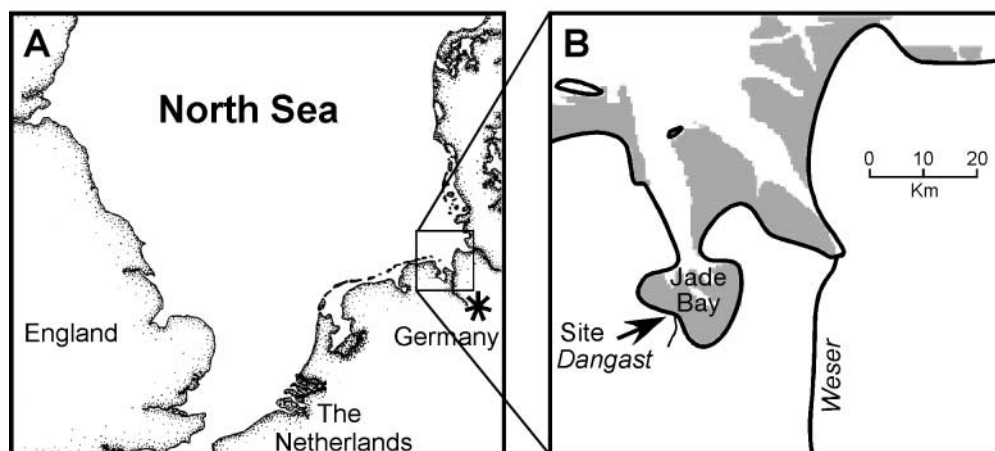 A
North Sea
England
Germany
The
Netherlands
B
0 10 20
Km
Jade
Bay
Site
Dangast
Weser